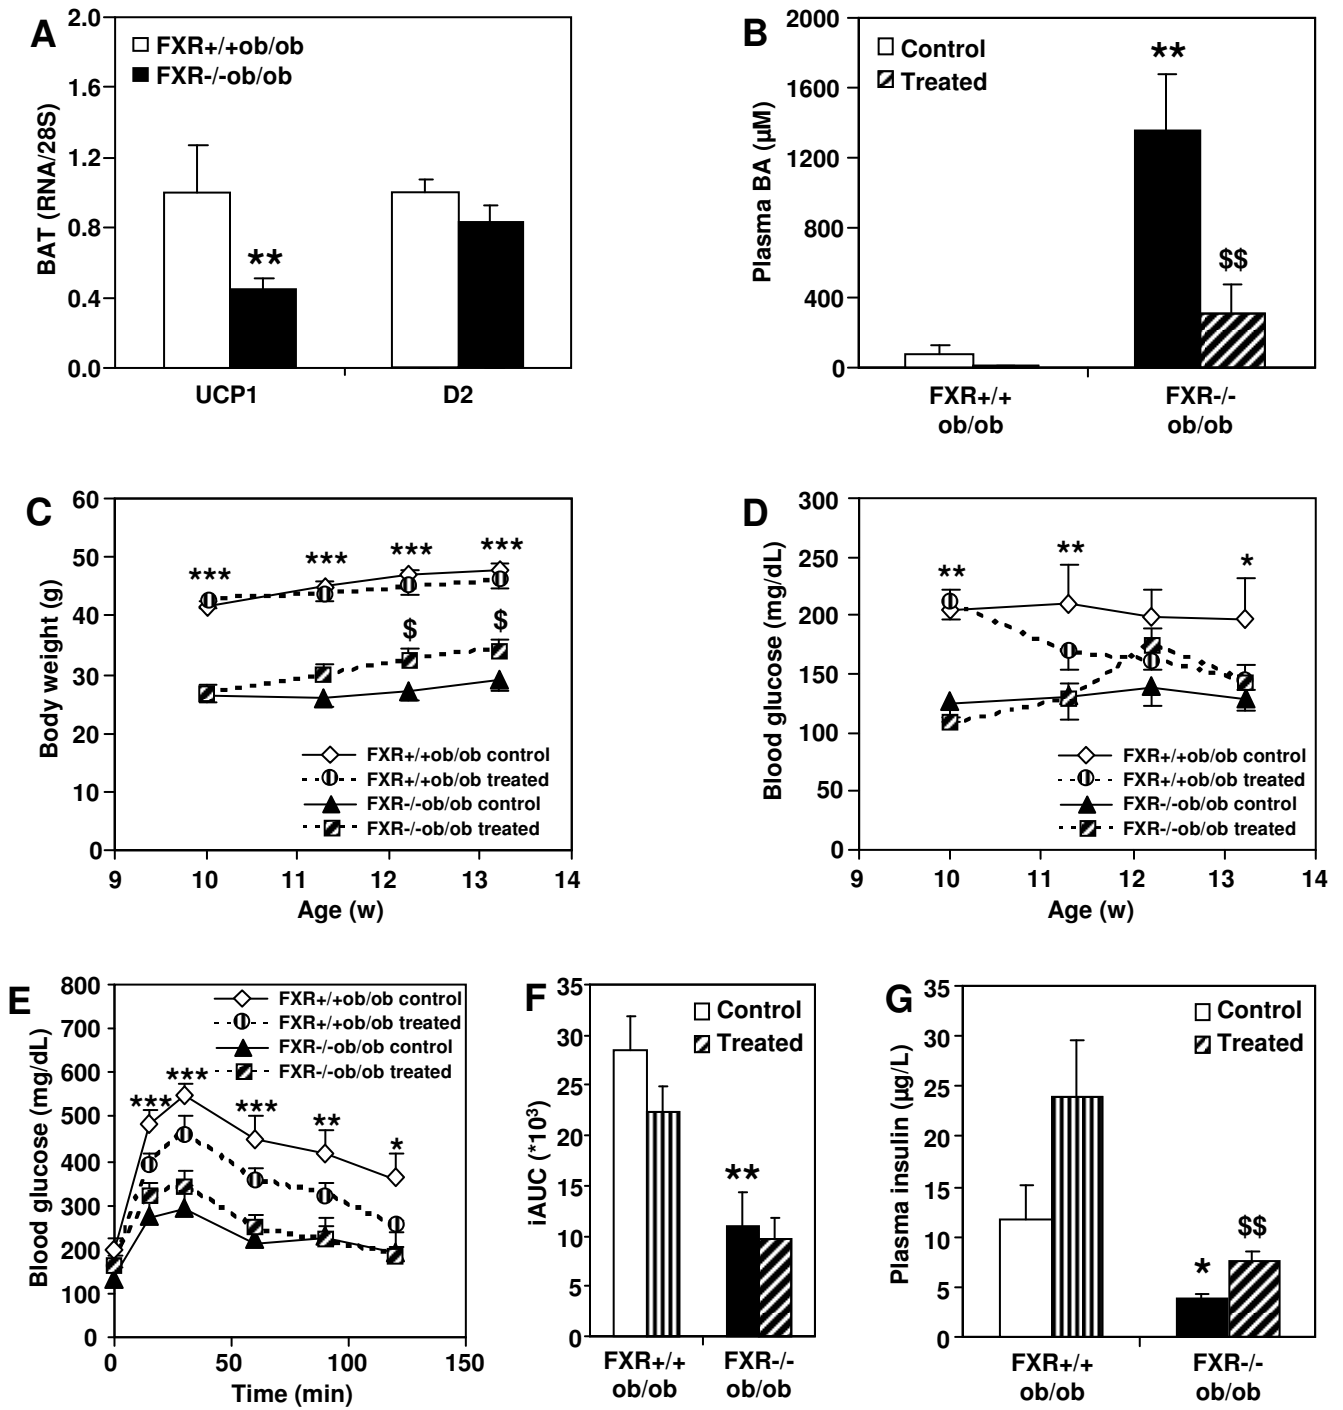 A
BAT (RNA/28S)
2.0
1.6
1.2
0.8
0.4
0.0
FXR+/+ob/ob
FXR-/-ob/ob
**
UCP1 D2
B
Plasma BA (µM)
2000
1600
1200
800
400
0
Control
Treated
**
$$
FXR+/+ FXR-/-
ob/ob ob/ob
C
Body weight (g)
60
50
40
30
20
10
0
*** *** *** ***
$ $
FXR+/+ob/ob control
FXR+/+ob/ob treated
FXR-/-ob/ob control
FXR-/-ob/ob treated
9 10 11 12 13 14
Age (w)
D
Blood glucose (mg/dL)
300
250
200
150
100
50
0
** ** *
FXR+/+ob/ob control
FXR+/+ob/ob treated
FXR-/-ob/ob control
FXR-/-ob/ob treated
9 10 11 12 13 14
Age (w)
E
Blood glucose (mg/dL)
800
700
600
500
400
300
200
100
0
FXR+/+ob/ob control
FXR+/+ob/ob treated
FXR-/-ob/ob control
FXR-/-ob/ob treated
*** *** *** ** *
0 50 100 150
Time (min)
F
iAUC (*10³)
35
30
25
20
15
10
5
0
Control
Treated
**
FXR+/+ FXR-/-
ob/ob ob/ob
G
Plasma insulin (µg/L)
35
30
25
20
15
10
5
0
Control
Treated
*
$$
FXR+/+ FXR-/-
ob/ob ob/ob